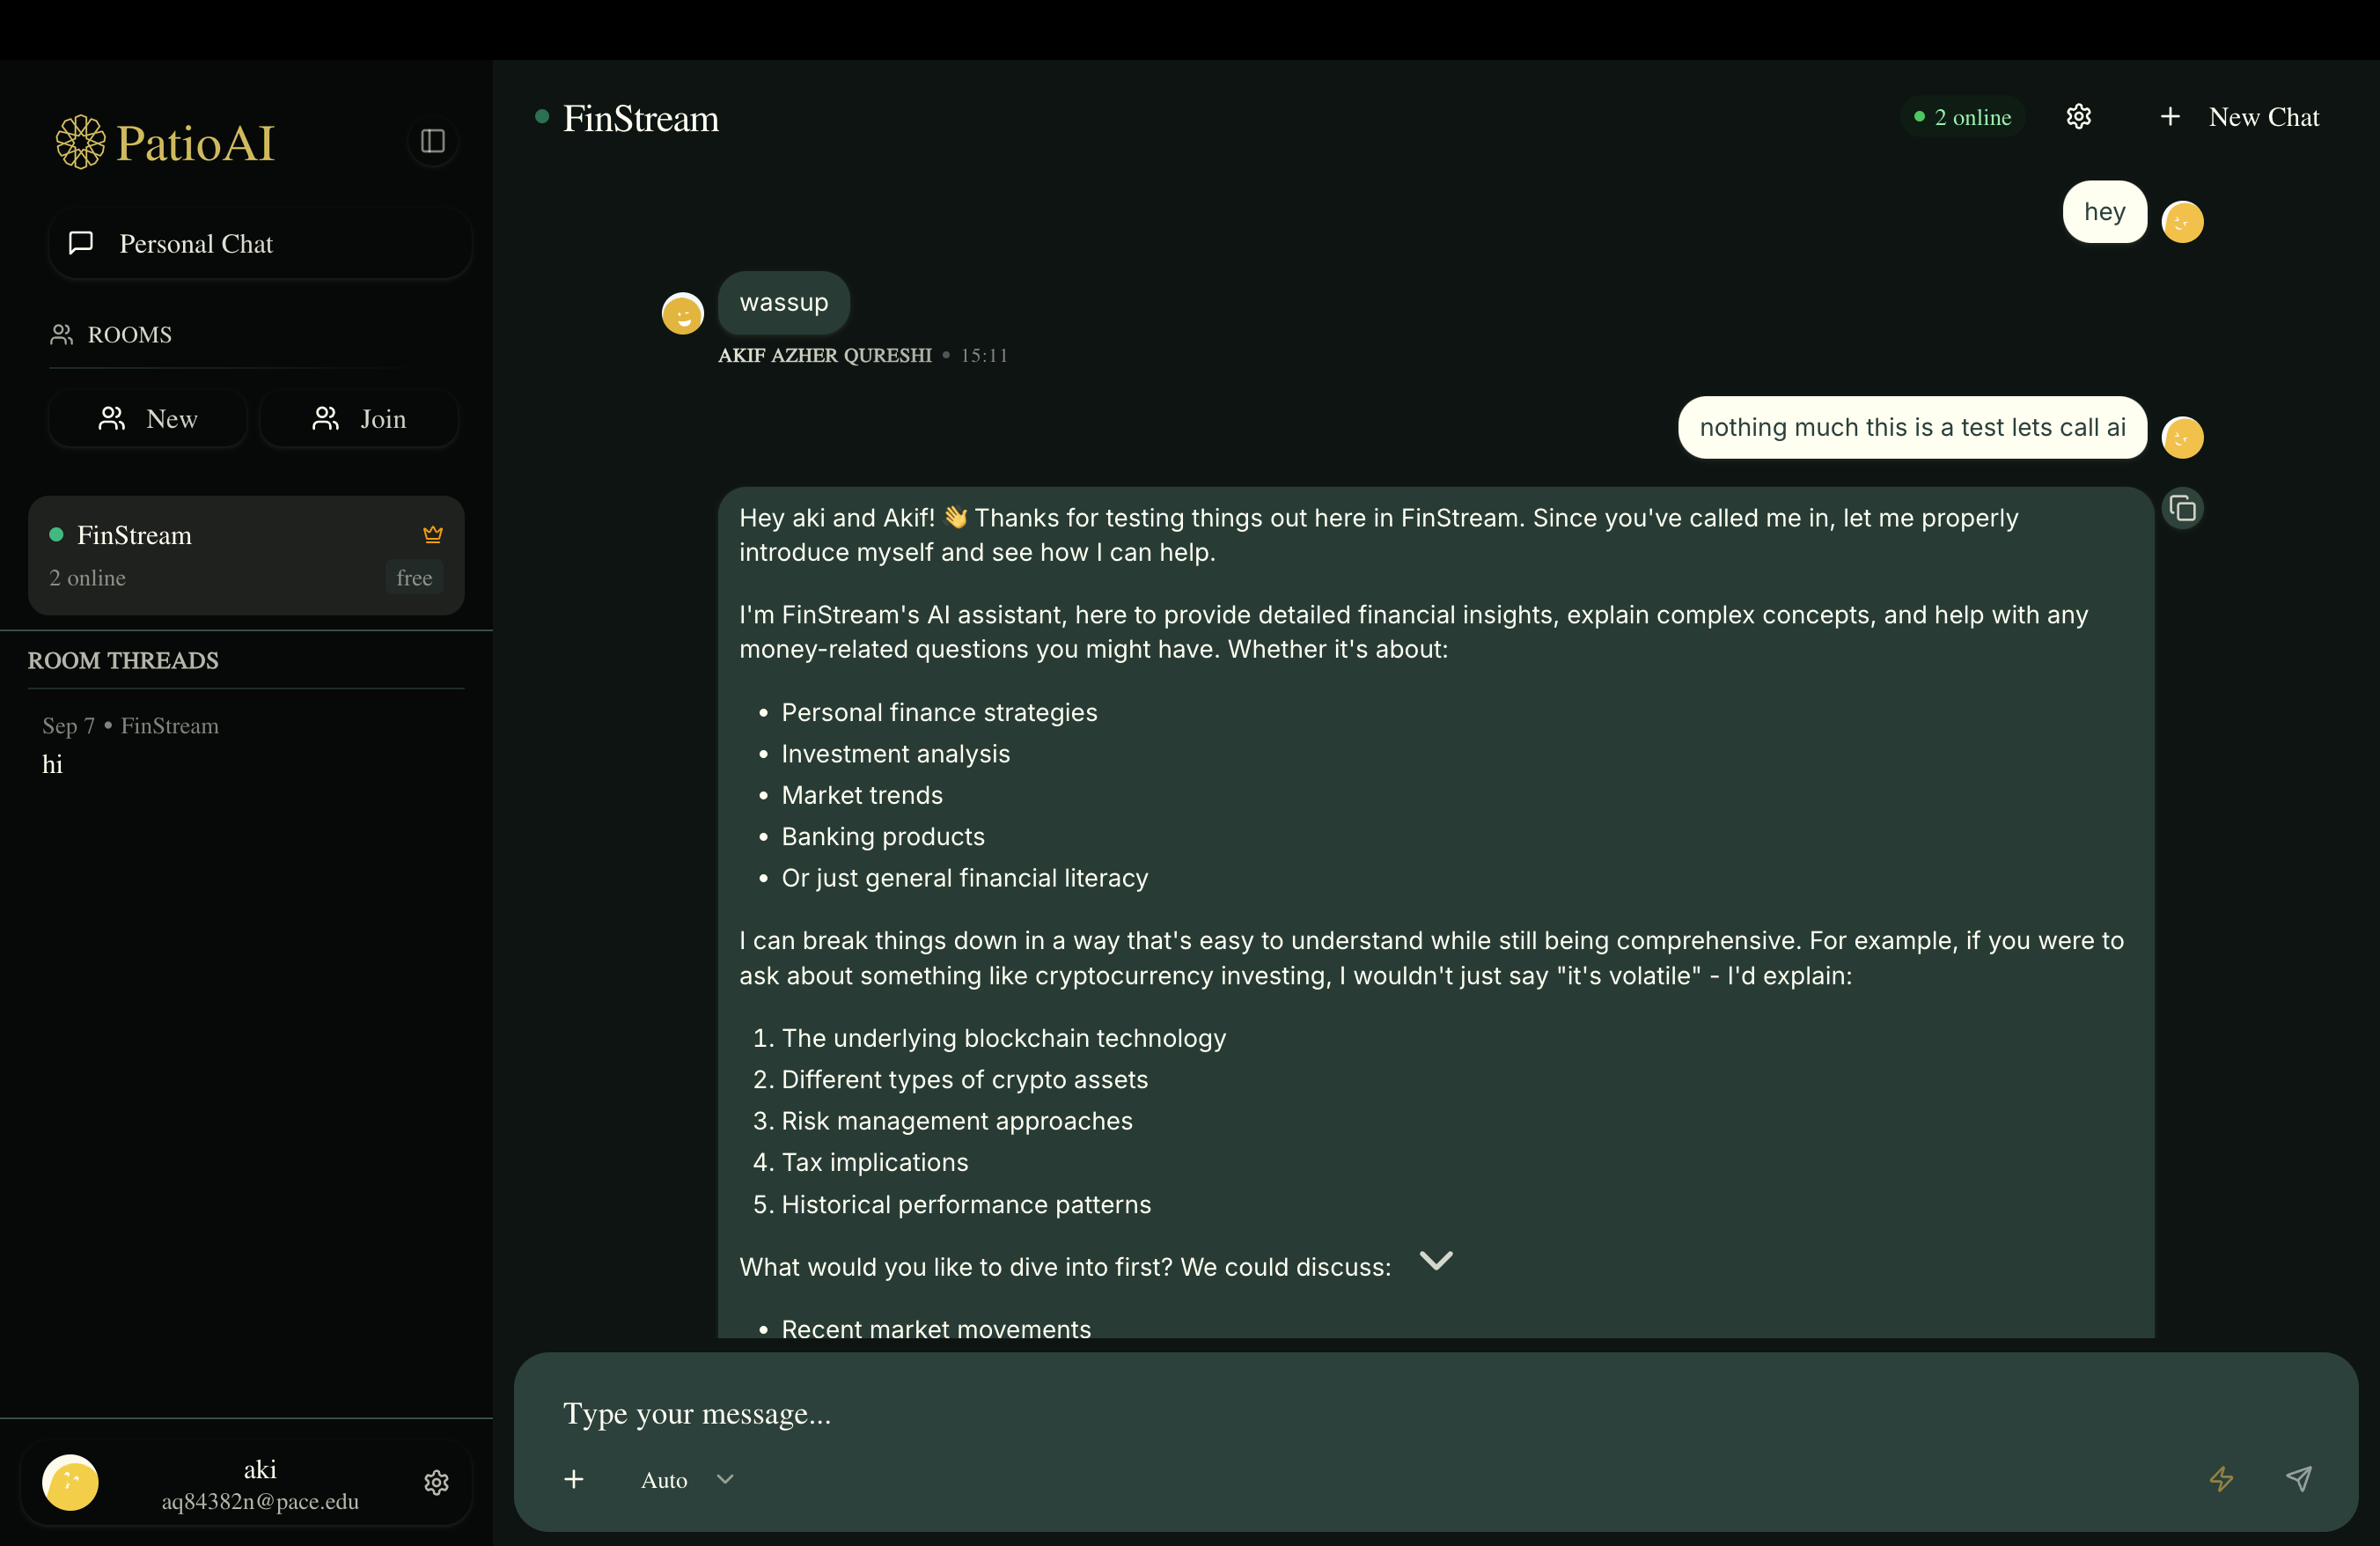 PatioAI
Personal Chat
ROOMS
New
Join
FinStream
2 online
free
ROOM THREADS
Sep 7 • FinStream
hi
aki
aq84382n@pace.edu
FinStream
2 online
New Chat
hey
wassup
AKIF AZHER QURESHI • 15:11
nothing much this is a test lets call ai
Hey aki and Akif! 👋 Thanks for testing things out here in FinStream. Since you've called me in, let me properly
introduce myself and see how I can help.
I'm FinStream's AI assistant, here to provide detailed financial insights, explain complex concepts, and help with any
money-related questions you might have. Whether it's about:
• Personal finance strategies
• Investment analysis
• Market trends
• Banking products
• Or just general financial literacy
I can break things down in a way that's easy to understand while still being comprehensive. For example, if you were to
ask about something like cryptocurrency investing, I wouldn't just say "it's volatile" - I'd explain:
1. The underlying blockchain technology
2. Different types of crypto assets
3. Risk management approaches
4. Tax implications
5. Historical performance patterns
What would you like to dive into first? We could discuss:
• Recent market movements
Type your message...
Auto